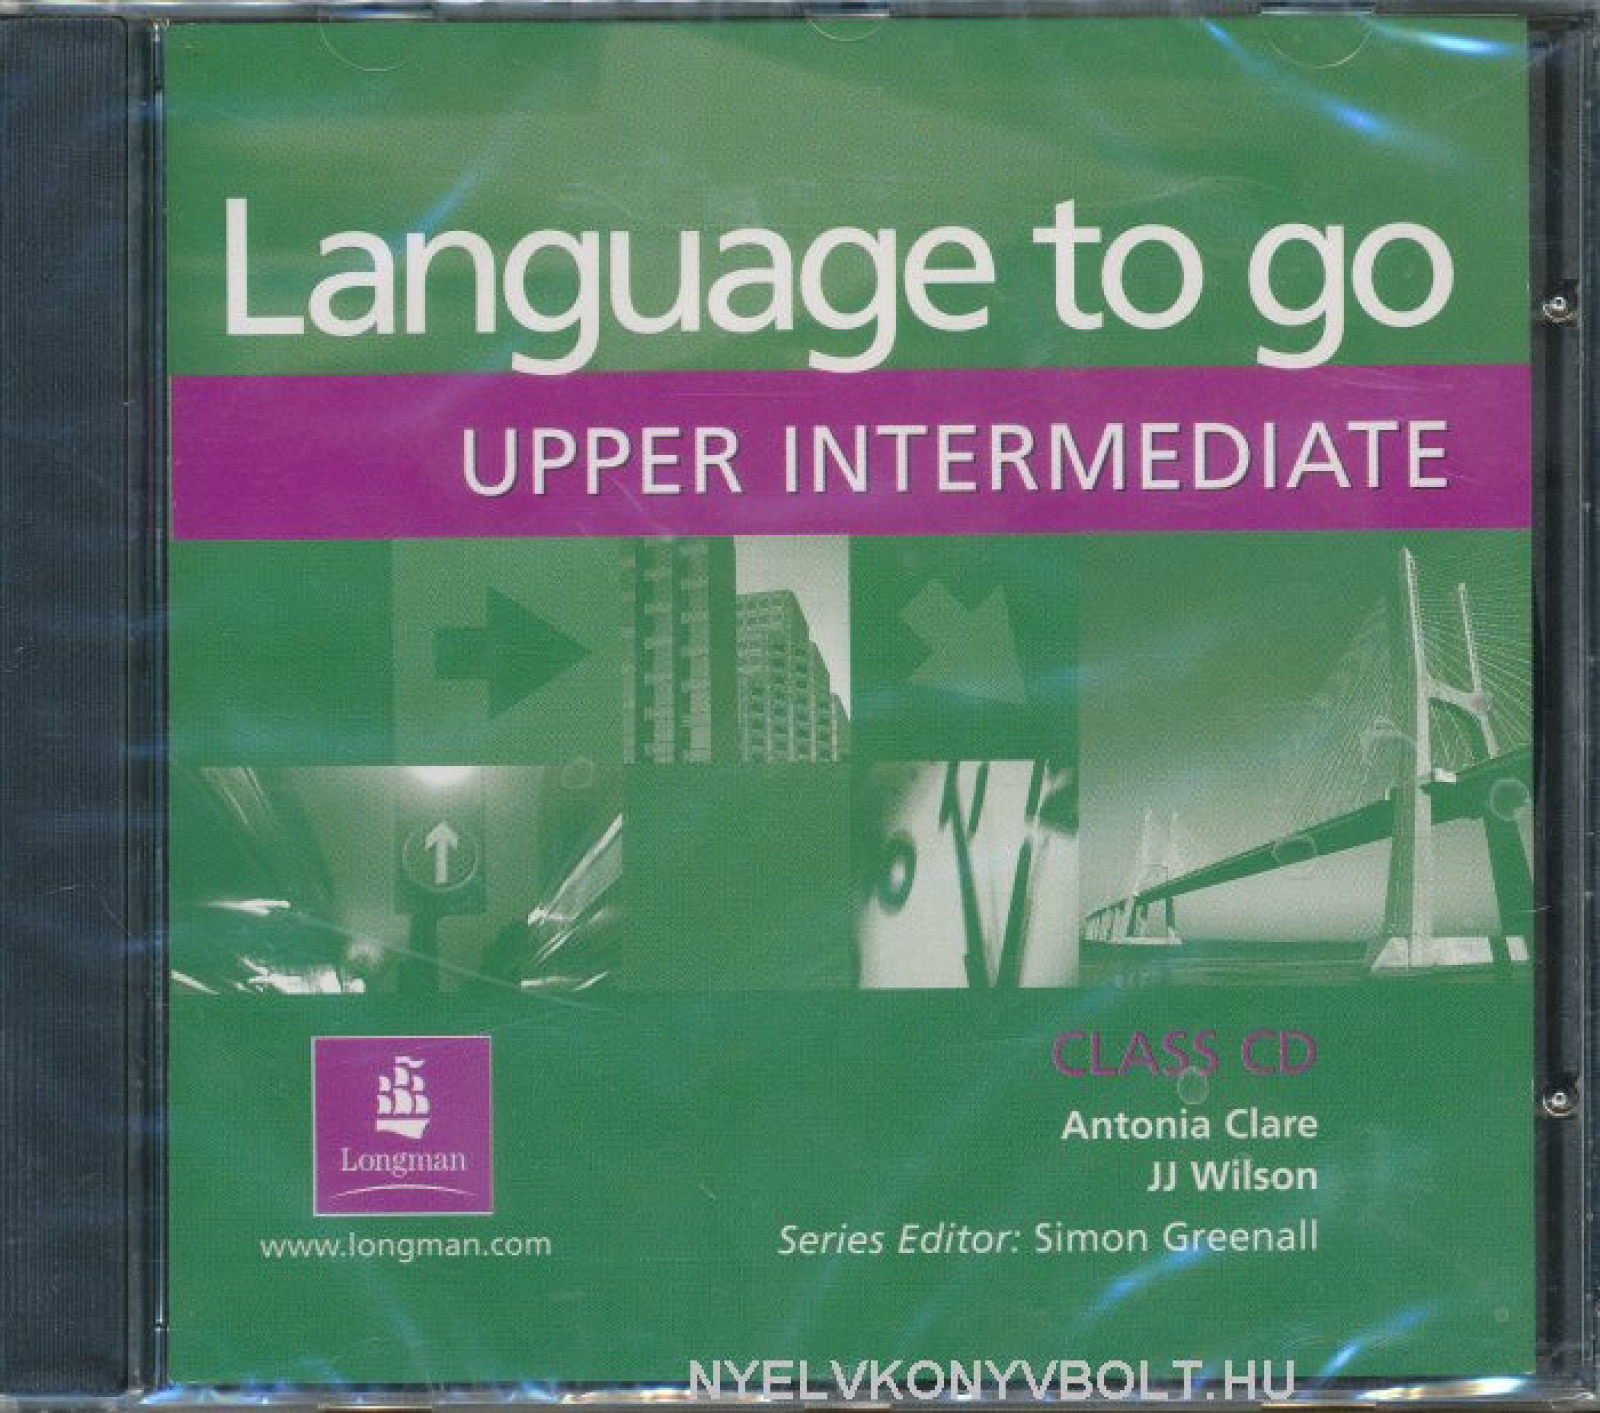 Language to go
UPPER INTERMEDIATE
CLASS CD
Antonia Clare
JJ Wilson
Series Editor: Simon Greenall
Longman
www.longman.com
NYELVKONYVBOLT.HU